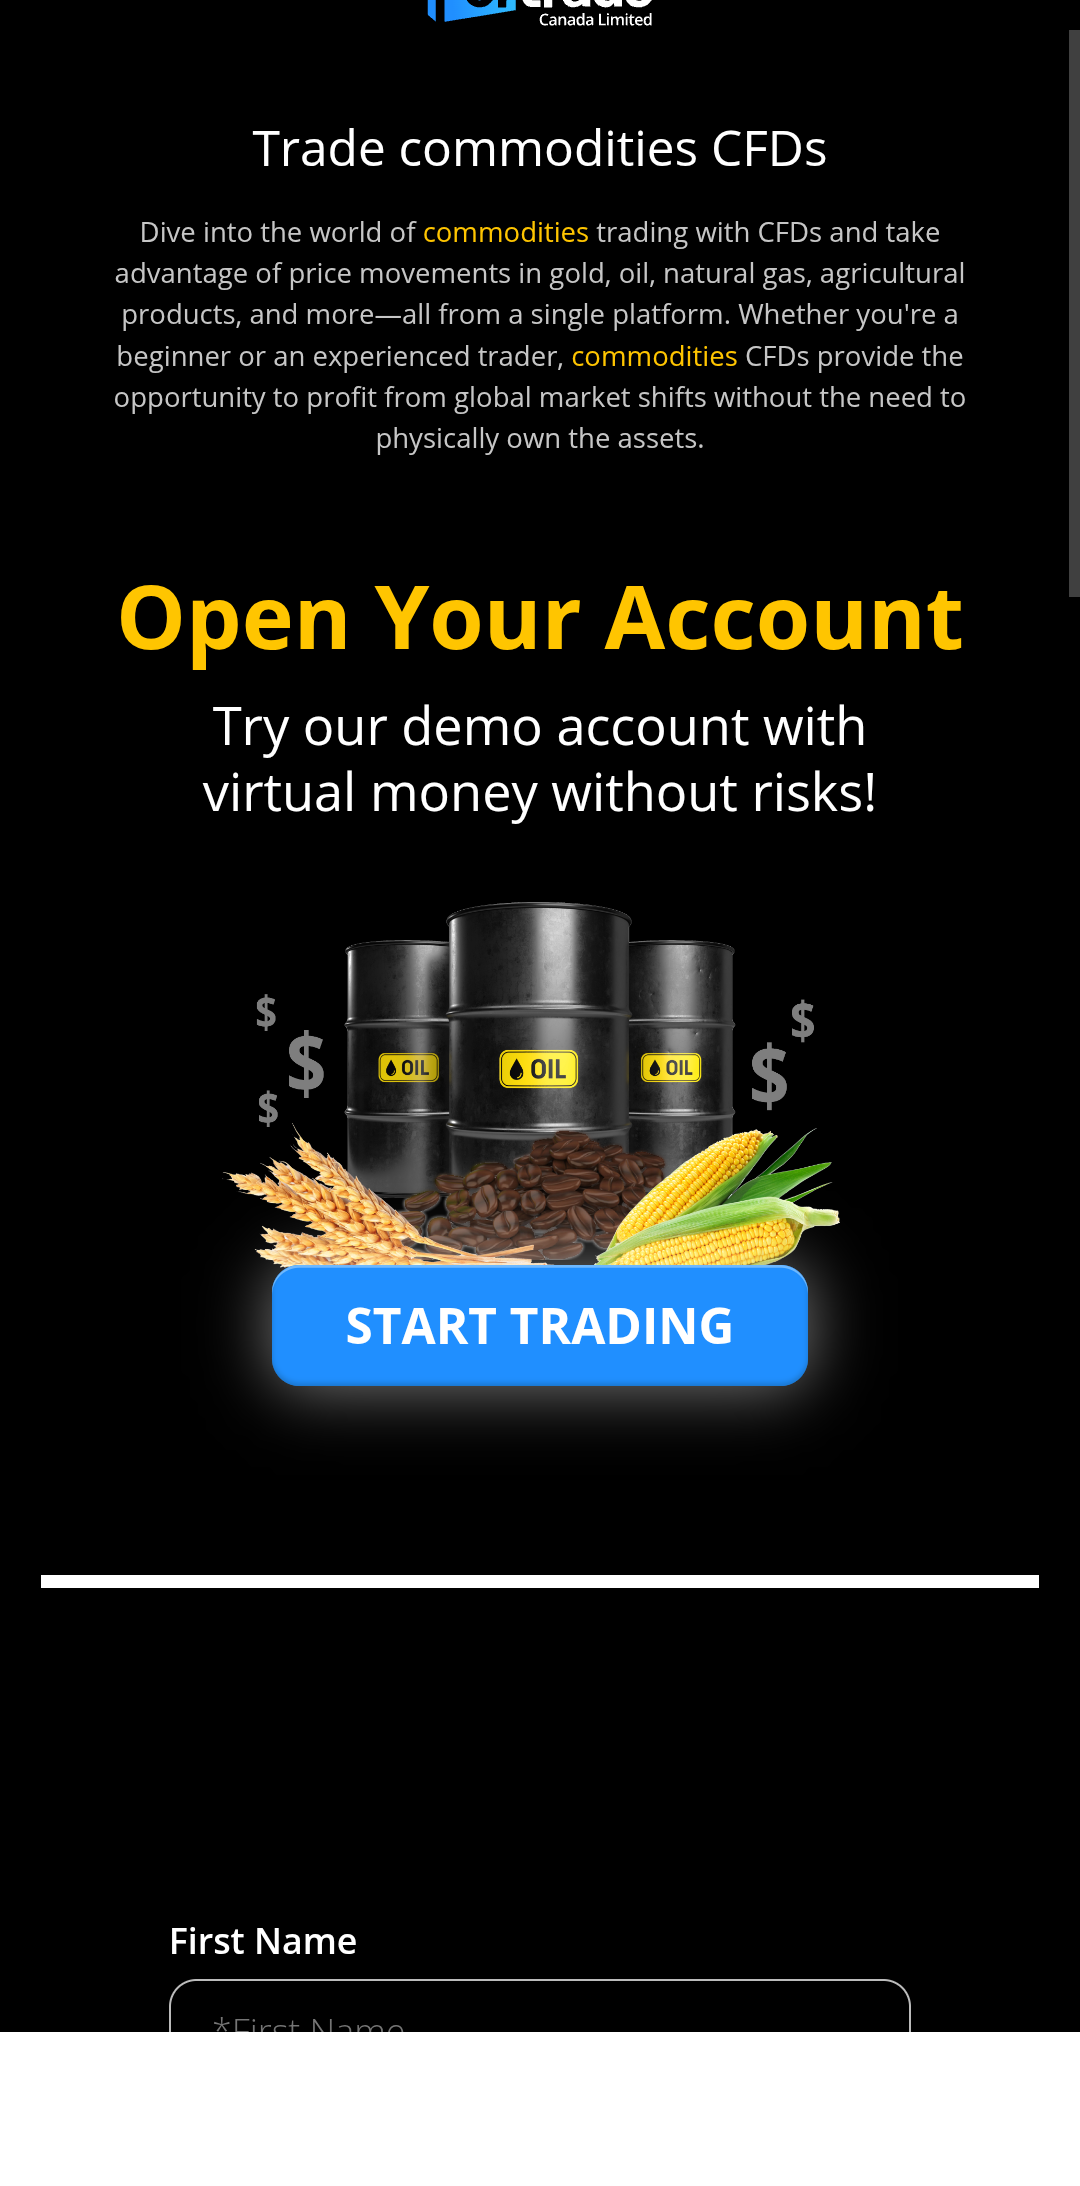 Canada Limited
Trade commodities CFDs
Dive into the world of commodities trading with CFDs and take
advantage of price movements in gold, oil, natural gas, agricultural
products, and more—all from a single platform. Whether you're a
beginner or an experienced trader, commodities CFDs provide the
opportunity to profit from global market shifts without the need to
physically own the assets.
Open Your Account
Try our demo account with
virtual money without risks!
$ $
$ $
$
OIL OIL OIL
START TRADING
First Name
*First Name